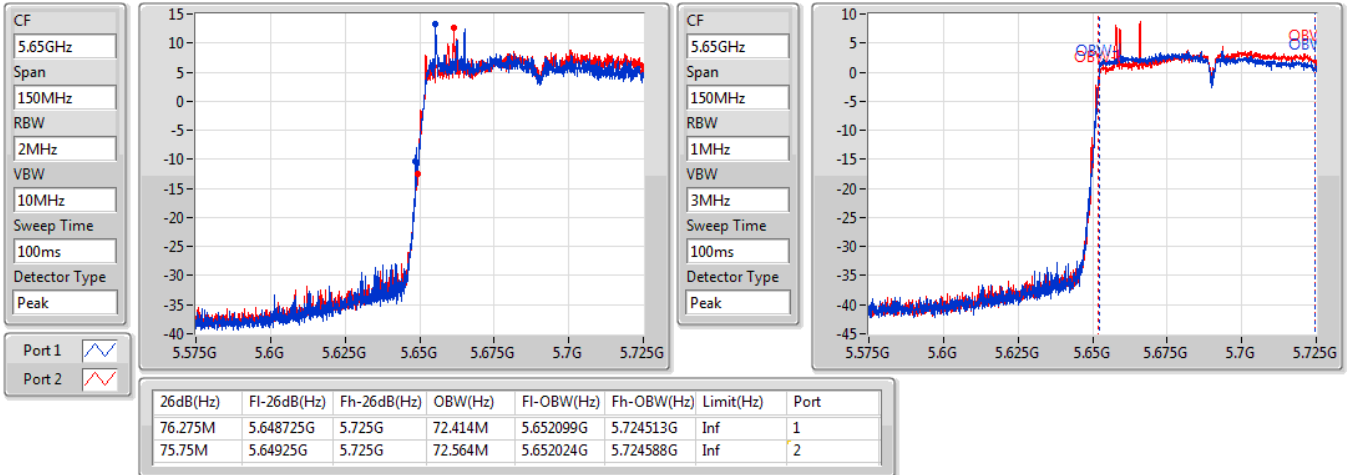 CF
5.65GHz
Span
150MHz
RBW
2MHz
VBW
10MHz
Sweep Time
100ms
Detector Type
Peak
Port 1
Port 2
15
10
5
0
-5
-10
-15
-20
-25
-30
-35
-40
5.575G 5.6G 5.625G 5.65G 5.675G 5.7G 5.725G
CF
5.65GHz
Span
150MHz
RBW
1MHz
VBW
3MHz
Sweep Time
100ms
Detector Type
Peak
10
5
0
-5
-10
-15
-20
-25
-30
-35
-40
-45
5.575G 5.6G 5.625G 5.65G 5.675G 5.7G 5.725G
OBW
OBW
26dB(Hz) Fl-26dB(Hz) Fh-26dB(Hz) OBW(Hz) Fl-OBW(Hz) Fh-OBW(Hz) Limit(Hz) Port
76.275M 5.648725G 5.725G 72.414M 5.652099G 5.724513G Inf 1
75.75M 5.64925G 5.725G 72.564M 5.652024G 5.724588G Inf 2